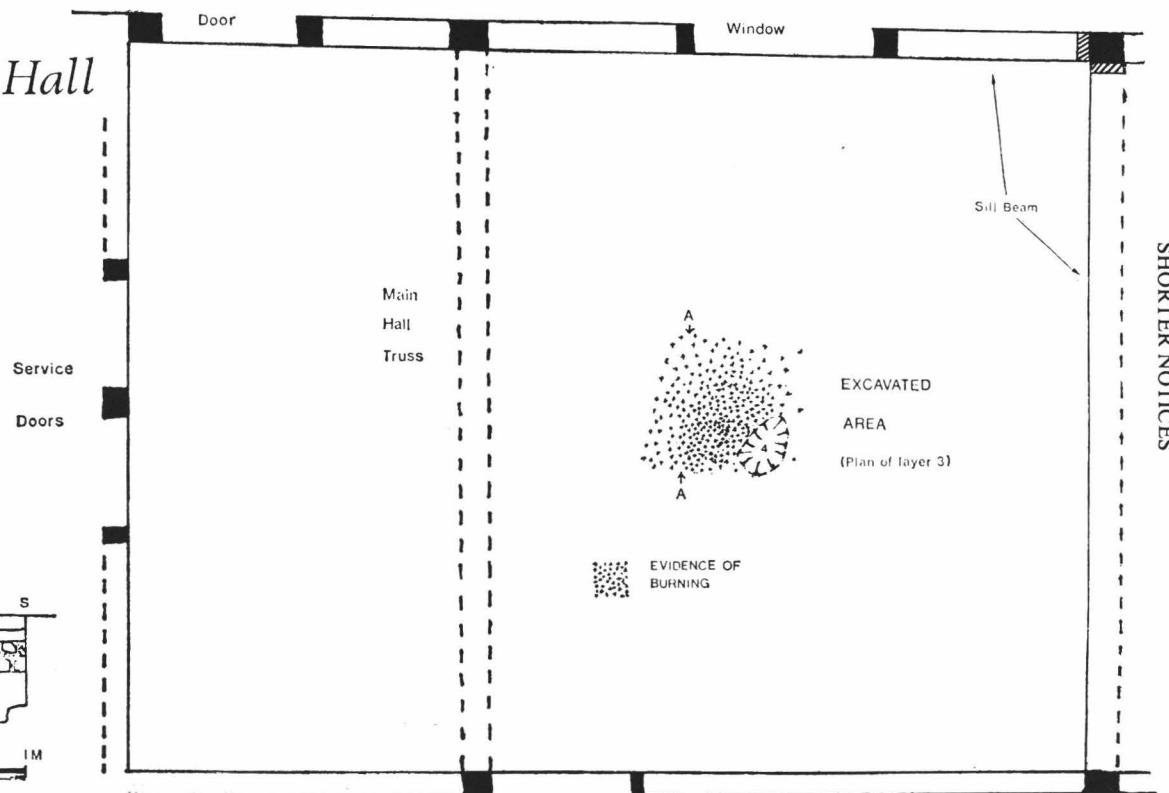 Door
Window
Hall
Sill Beam
SHORTER NOTICES
Main
Hall
Truss
A
Service
Doors
EXCAVATED
AREA
(Plan of layer 3)
A
EVIDENCE OF
BURNING
S
1M